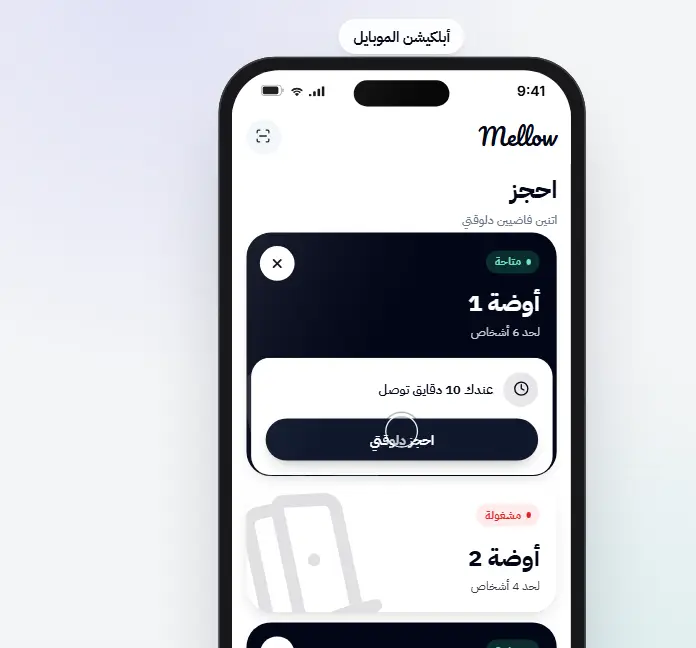 أبلكيشن الموبايل
9:41
Mellow
احجز
اتنين فاضيين دلوقتي
متاحة
أوضة 1
لحد 6 أشخاص
عندك 10 دقايق توصل
احجز دلوقتي
مشغولة
أوضة 2
لحد 4 أشخاص